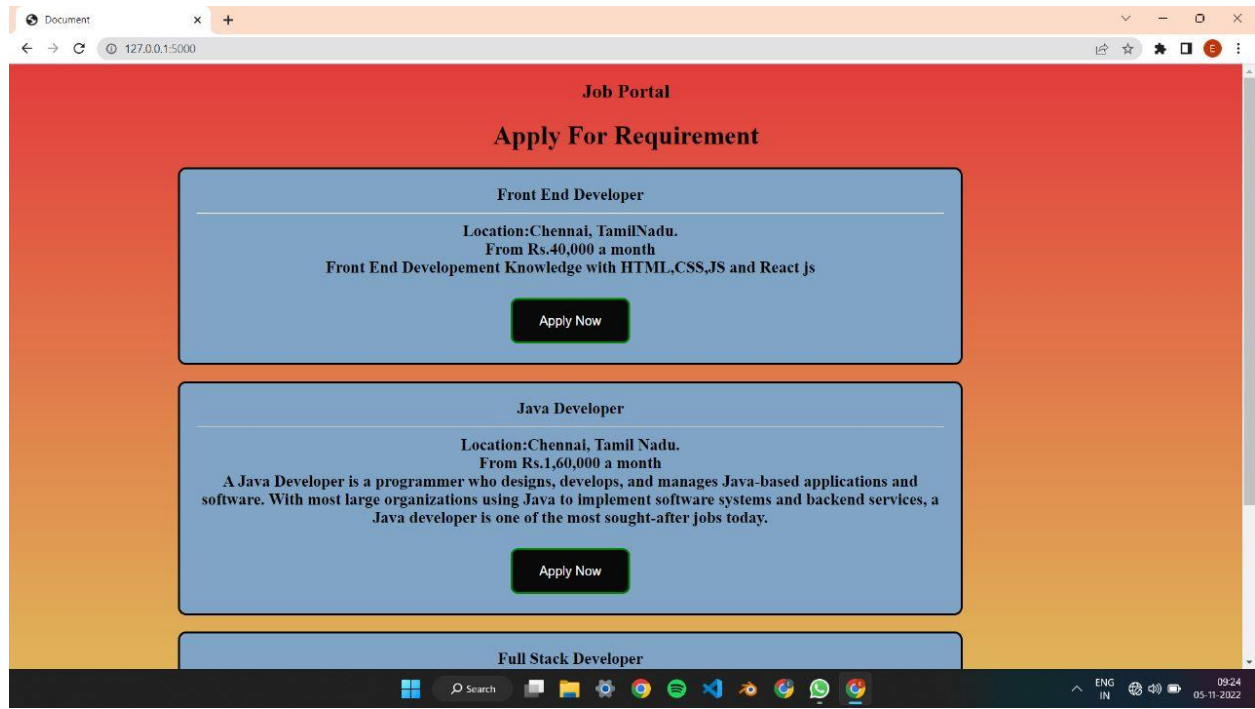 Document
127.0.0.1:5000
E
Job Portal
Apply For Requirement
Front End Developer
Location:Chennai, TamilNadu.
From Rs.40,000 a month
Front End Developement Knowledge with HTML,CSS,JS and React js
Apply Now
Java Developer
Location:Chennai, Tamil Nadu.
From Rs.1,60,000 a month
A Java Developer is a programmer who designs, develops, and manages Java-based applications and
software. With most large organizations using Java to implement software systems and backend services, a
Java developer is one of the most sought-after jobs today.
Apply Now
Full Stack Developer
Search
ENG
IN
09:24
05-11-2022